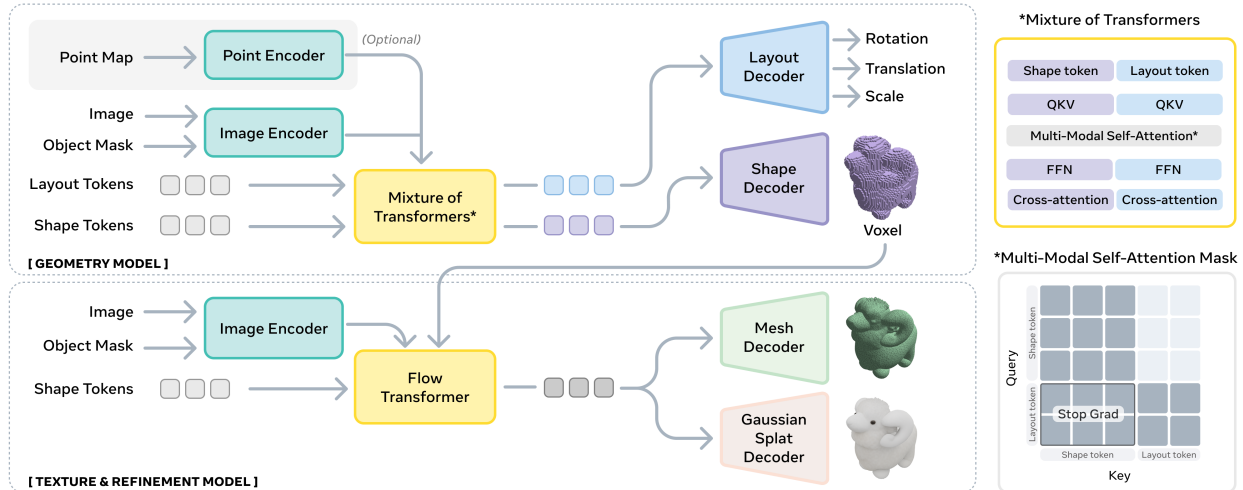 Point Map
Point Encoder
(Optional)
Image
Object Mask
Image Encoder
Layout Tokens
Shape Tokens
Mixture of
Transformers*
Layout
Decoder
Rotation
Translation
Scale
Shape
Decoder
Voxel
[ GEOMETRY MODEL ]
Image
Object Mask
Image Encoder
Shape Tokens
Flow
Transformer
Mesh
Decoder
Gaussian
Splat
Decoder
[ TEXTURE & REFINEMENT MODEL ]
*Mixture of Transformers
Shape token
Layout token
QKV
QKV
Multi-Modal Self-Attention*
FFN
FFN
Cross-attention
Cross-attention
*Multi-Modal Self-Attention Mask
Query
Shape token
Layout token
Stop Grad
Shape token
Layout token
Key